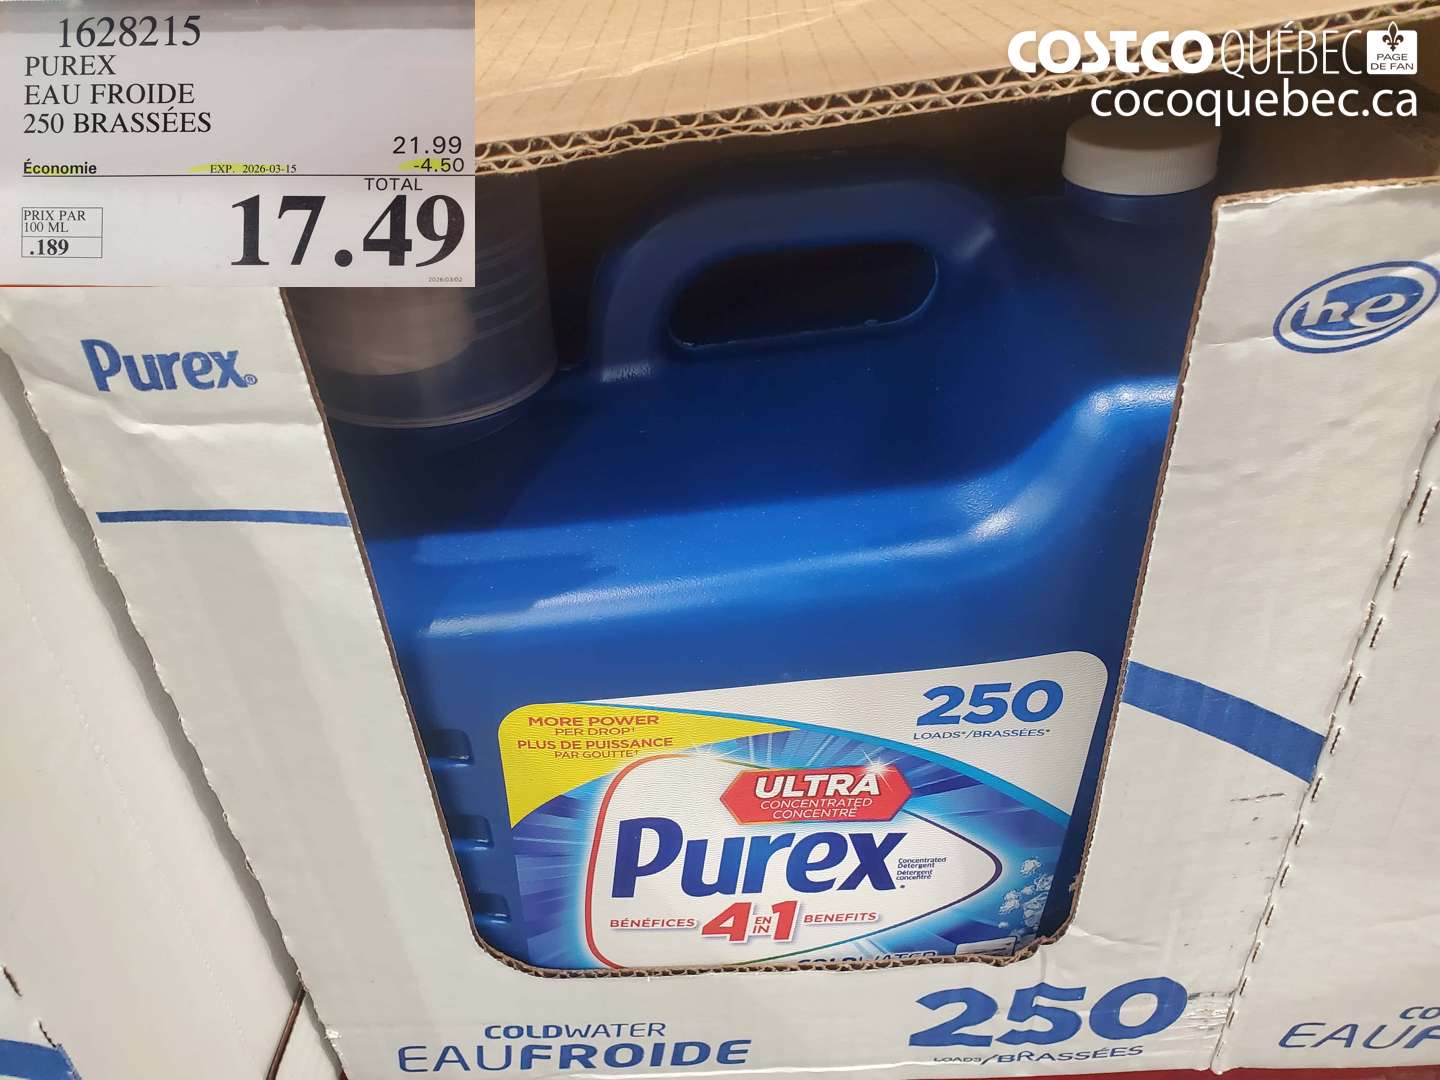 1628215
PUREX
EAU FROIDE
250 BRASSÉES
21.99
Économie EXP. 2026-03-15 -4.50
TOTAL
17.49
PRIX PAR
100 ML
.189
2026/03/02
COSTCO QUÉBEC PAGE DE FAN
cocoquebec.ca
Purex®
he
250
LOADS*/BRASSÉES*
MORE POWER
PER DROP†
PLUS DE PUISSANCE
PAR GOUTTE†
ULTRA
CONCENTRATED
CONCENTRÉ
Purex®
Concentrated
Detergent
Détergent
concentré
BÉNÉFICES 4 EN IN 1 BENEFITS
COLDWATER
COLDWATER
EAUFROIDE
250
LOADS/BRASSÉES
CO
EAUF